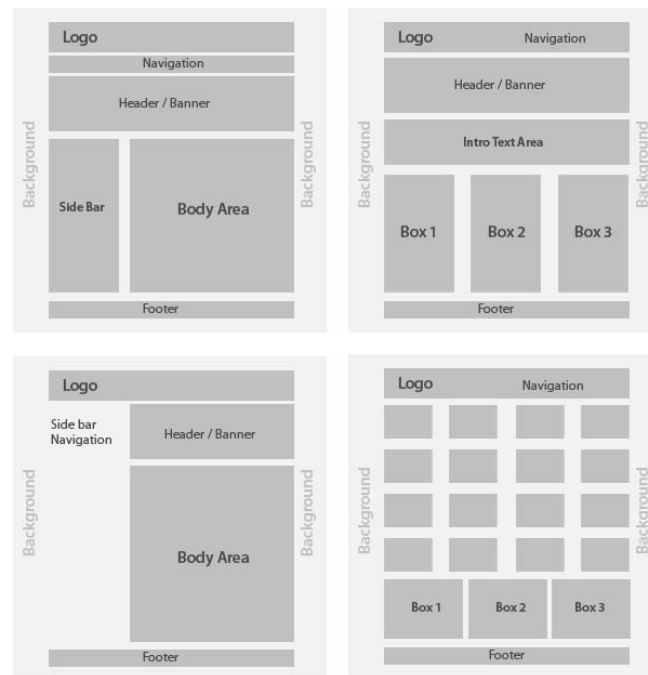 Logo
Navigation
Header / Banner
Background
Side Bar
Body Area
Background
Footer
Logo
Navigation
Header / Banner
Intro Text Area
Background
Box 1
Box 2
Box 3
Background
Footer
Logo
Side bar
Navigation
Header / Banner
Background
Body Area
Background
Footer
Logo
Navigation
Background
Background
Box 1
Box 2
Box 3
Footer